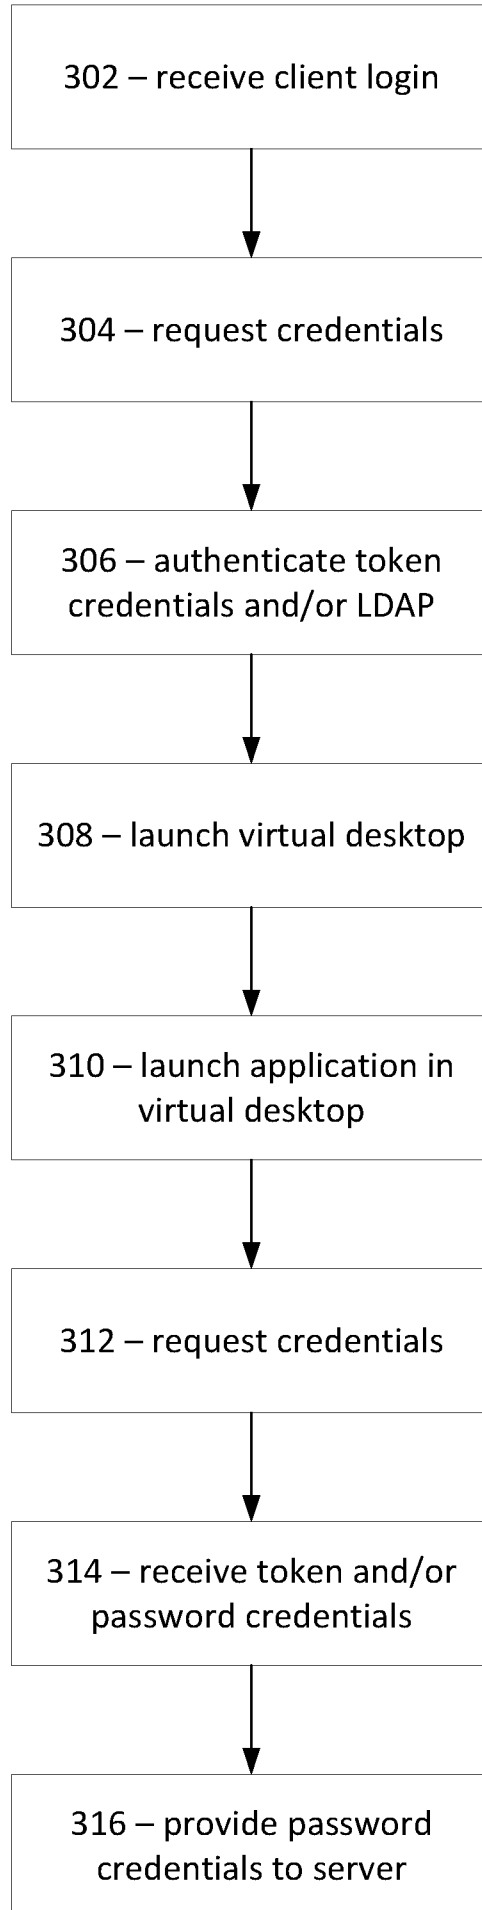 302 – receive client login
304 – request credentials
306 – authenticate token
credentials and/or LDAP
308 – launch virtual desktop
310 – launch application in
virtual desktop
312 – request credentials
314 – receive token and/or
password credentials
316 – provide password
credentials to server